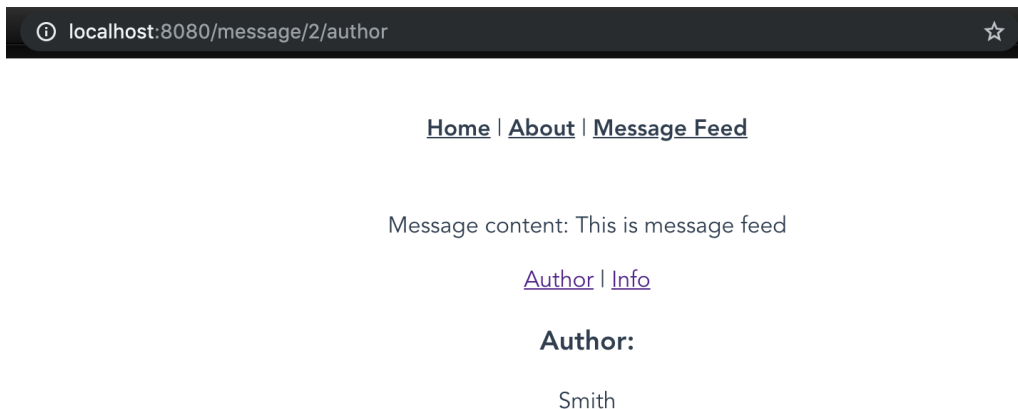 localhost:8080/message/2/author
Home | About | Message Feed
Message content: This is message feed
Author | Info
Author:
Smith